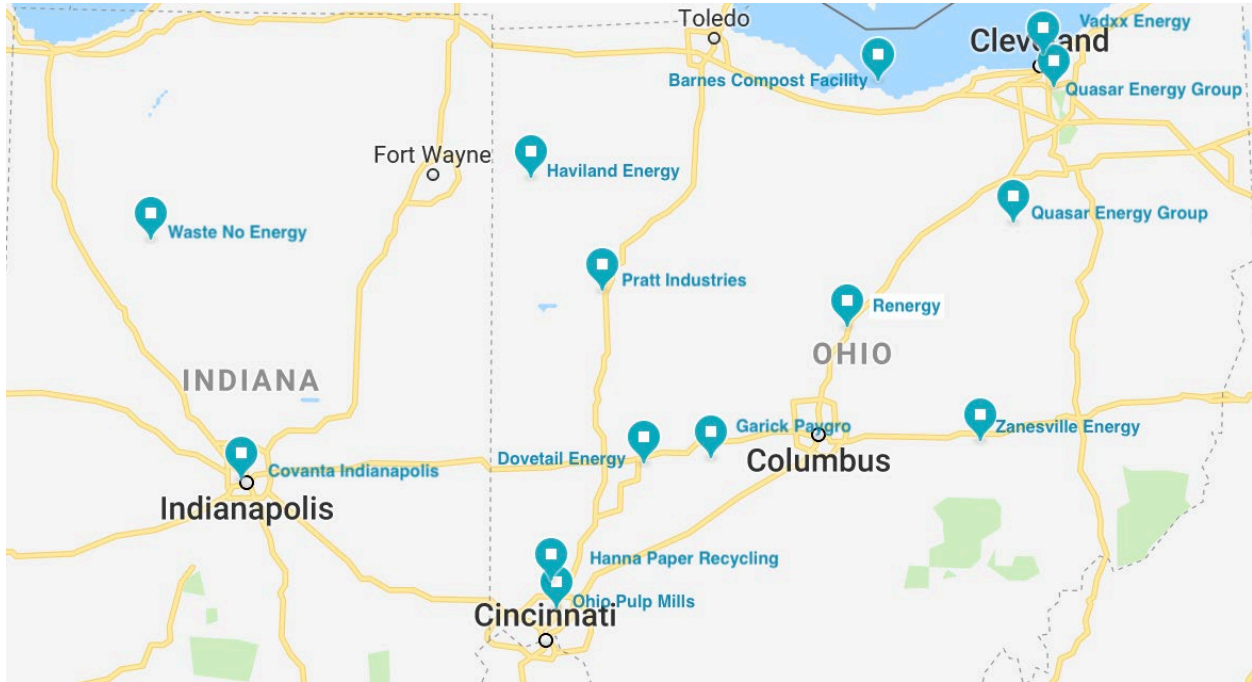 Toledo
Vadxx Energy
Cleveland
Barnes Compost Facility
Quasar Energy Group
Fort Wayne
Haviland Energy
Quasar Energy Group
Waste No Energy
Pratt Industries
Renergy
OHIO
INDIANA
Garick Paygro
Zanesville Energy
Dovetail Energy
Columbus
Covanta Indianapolis
Indianapolis
Hanna Paper Recycling
Ohio Pulp Mills
Cincinnati